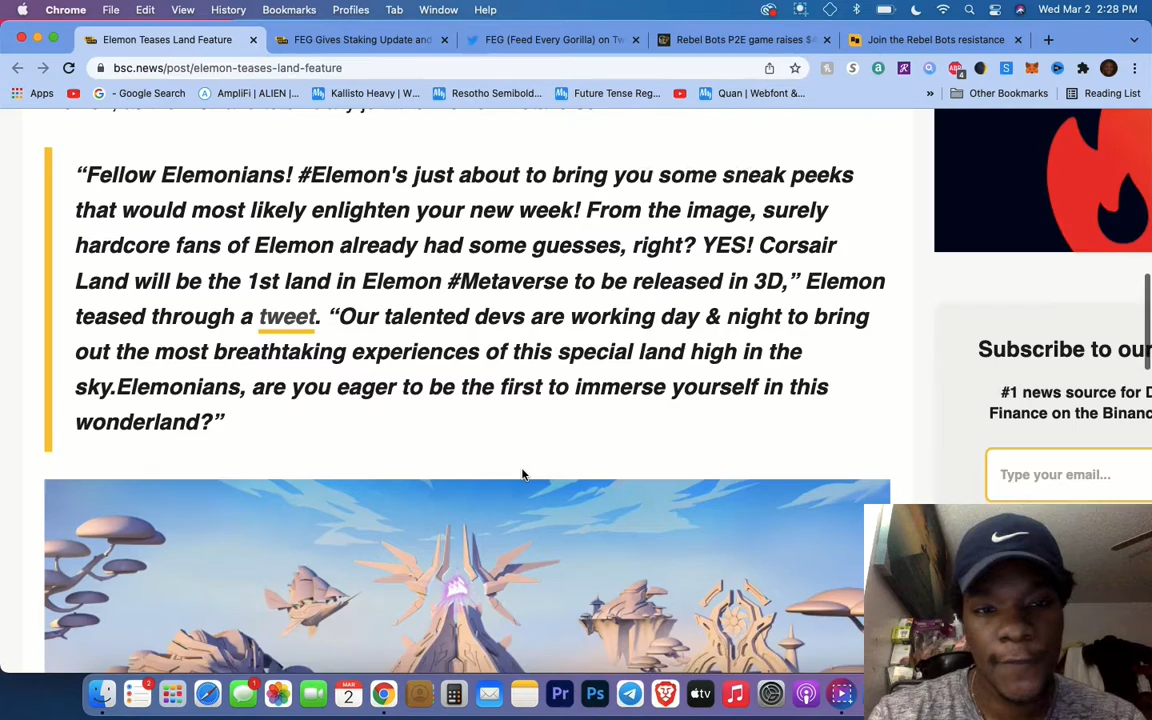 Chrome File Edit View History Bookmarks Profiles Tab Window Help Wed Mar 2 2:28 PM
Elemon Teases Land Feature FEG Gives Staking Update and FEG (Feed Every Gorilla) on Tw Rebel Bots P2E game raises $ Join the Rebel Bots resistance
bsc.news/post/elemon-teases-land-feature
Apps - Google Search AmpliFi | ALIEN |... Kallisto Heavy | W... Resotho Semibold... Future Tense Reg... Quan | Webfont &... » Other Bookmarks Reading List
“Fellow Elemonians! #Elemon's just about to bring you some sneak peeks
that would most likely enlighten your new week! From the image, surely
hardcore fans of Elemon already had some guesses, right? YES! Corsair
Land will be the 1st land in Elemon #Metaverse to be released in 3D,” Elemon
teased through a tweet. “Our talented devs are working day & night to bring
out the most breathtaking experiences of this special land high in the
sky.Elemonians, are you eager to be the first to immerse yourself in this
wonderland?”
Subscribe to our
#1 news source for D
Finance on the Binanc
Type your email...